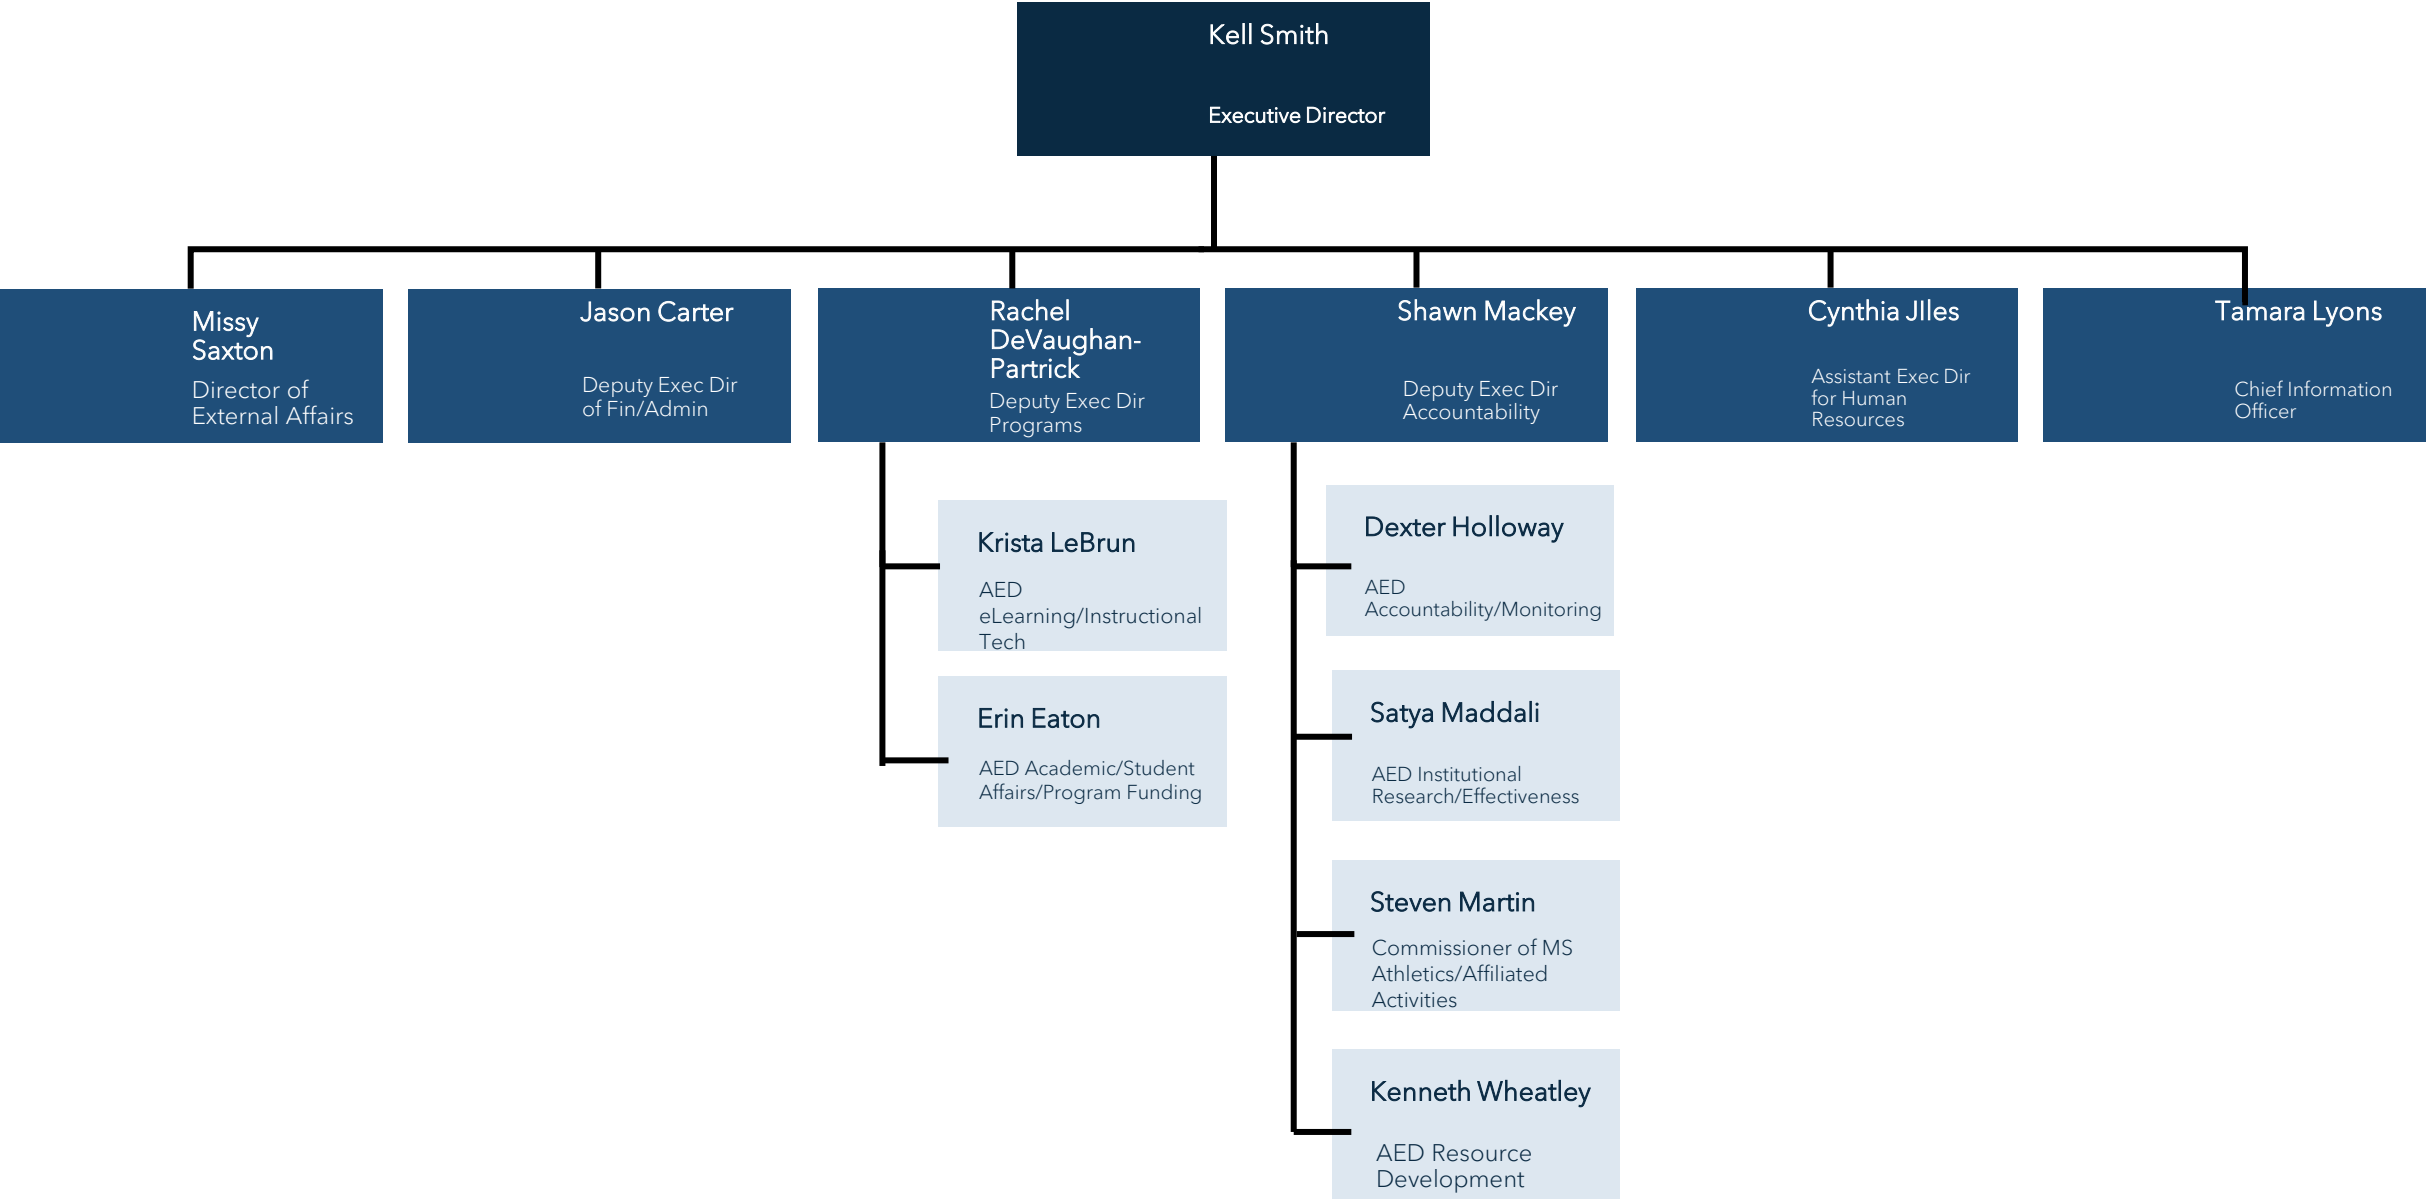 Kell Smith
Executive Director
Missy
Saxton
Director of
External Affairs
Jason Carter
Deputy Exec Dir
of Fin/Admin
Rachel
DeVaughan-
Partrick
Deputy Exec Dir
Programs
Shawn Mackey
Deputy Exec Dir
Accountability
Cynthia JIles
Assistant Exec Dir
for Human
Resources
Tamara Lyons
Chief Information
Officer
Krista LeBrun
AED
eLearning/Instructional
Tech
Erin Eaton
AED Academic/Student
Affairs/Program Funding
Dexter Holloway
AED
Accountability/Monitoring
Satya Maddali
AED Institutional
Research/Effectiveness
Steven Martin
Commissioner of MS
Athletics/Affiliated
Activities
Kenneth Wheatley
AED Resource
Development